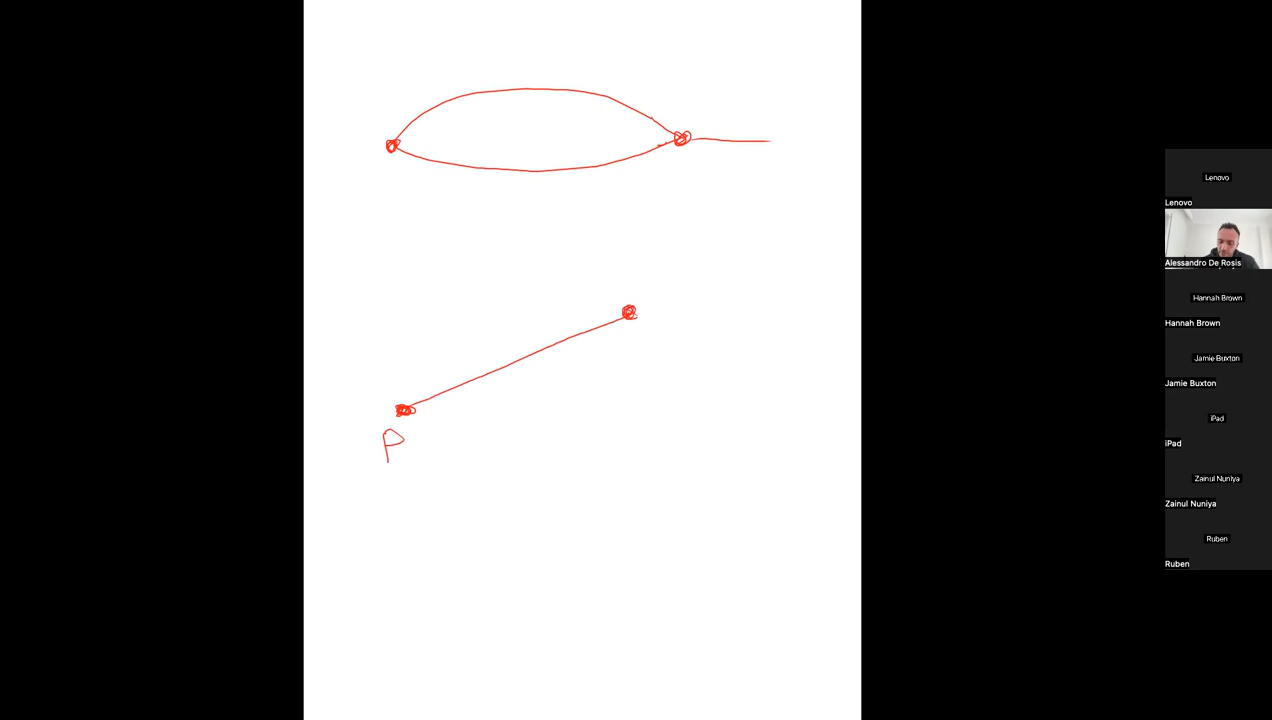 P
Lenovo
Lenovo
Alessandro De Rosis
Hannah Brown
Hannah Brown
Jamie Buxton
Jamie Buxton
iPad
iPad
Zainul Nuniya
Zainul Nuniya
Ruben
Ruben